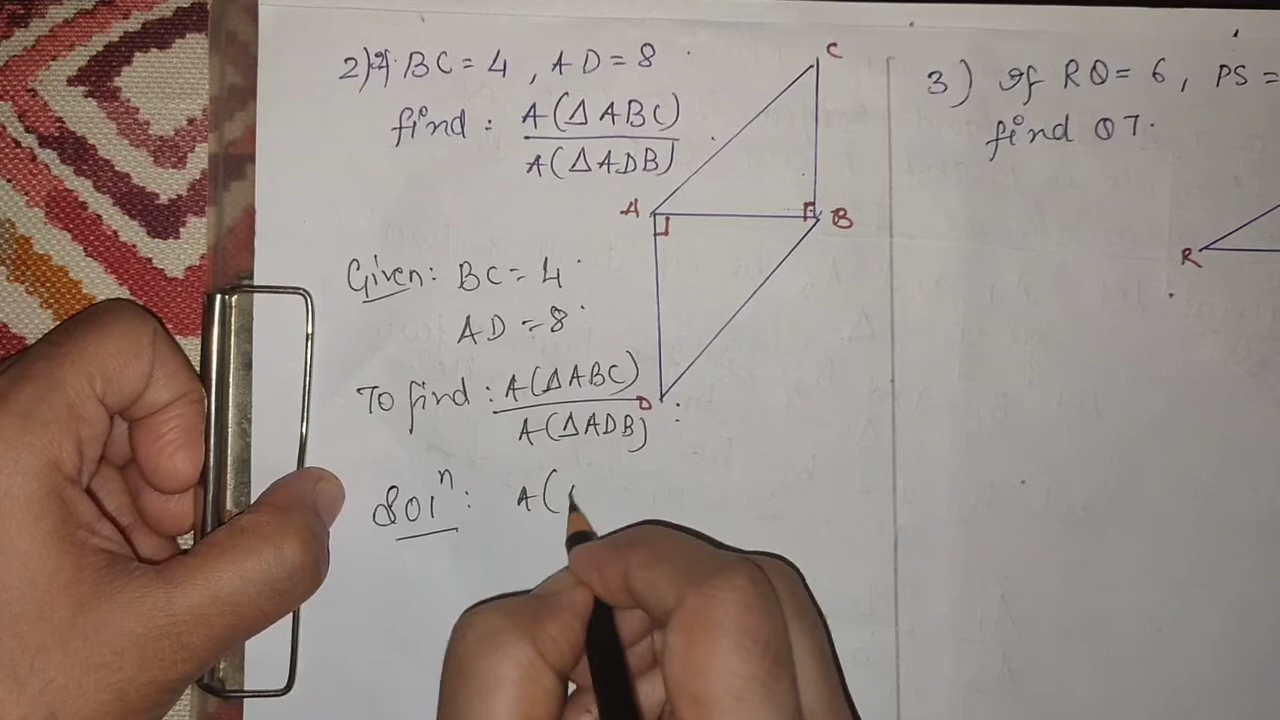 2) If BC = 4 , AD = 8
find : A(∆ABC)
A(∆ADB)
C
A
B
D
Given: BC = 4
AD = 8
To find : A(∆ABC)
A(∆ADB)
Solⁿ: A(
3) If RQ = 6, PS =
find QT.
R